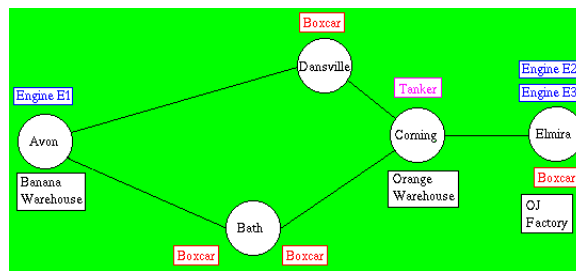 Boxcar
Dansville
Engine E2
Engine E3
Tanker
Engine E1
Avon
Corning
Elmira
Banana
Warehouse
Orange
Warehouse
Boxcar
OJ
Factory
Bath
Boxcar
Boxcar